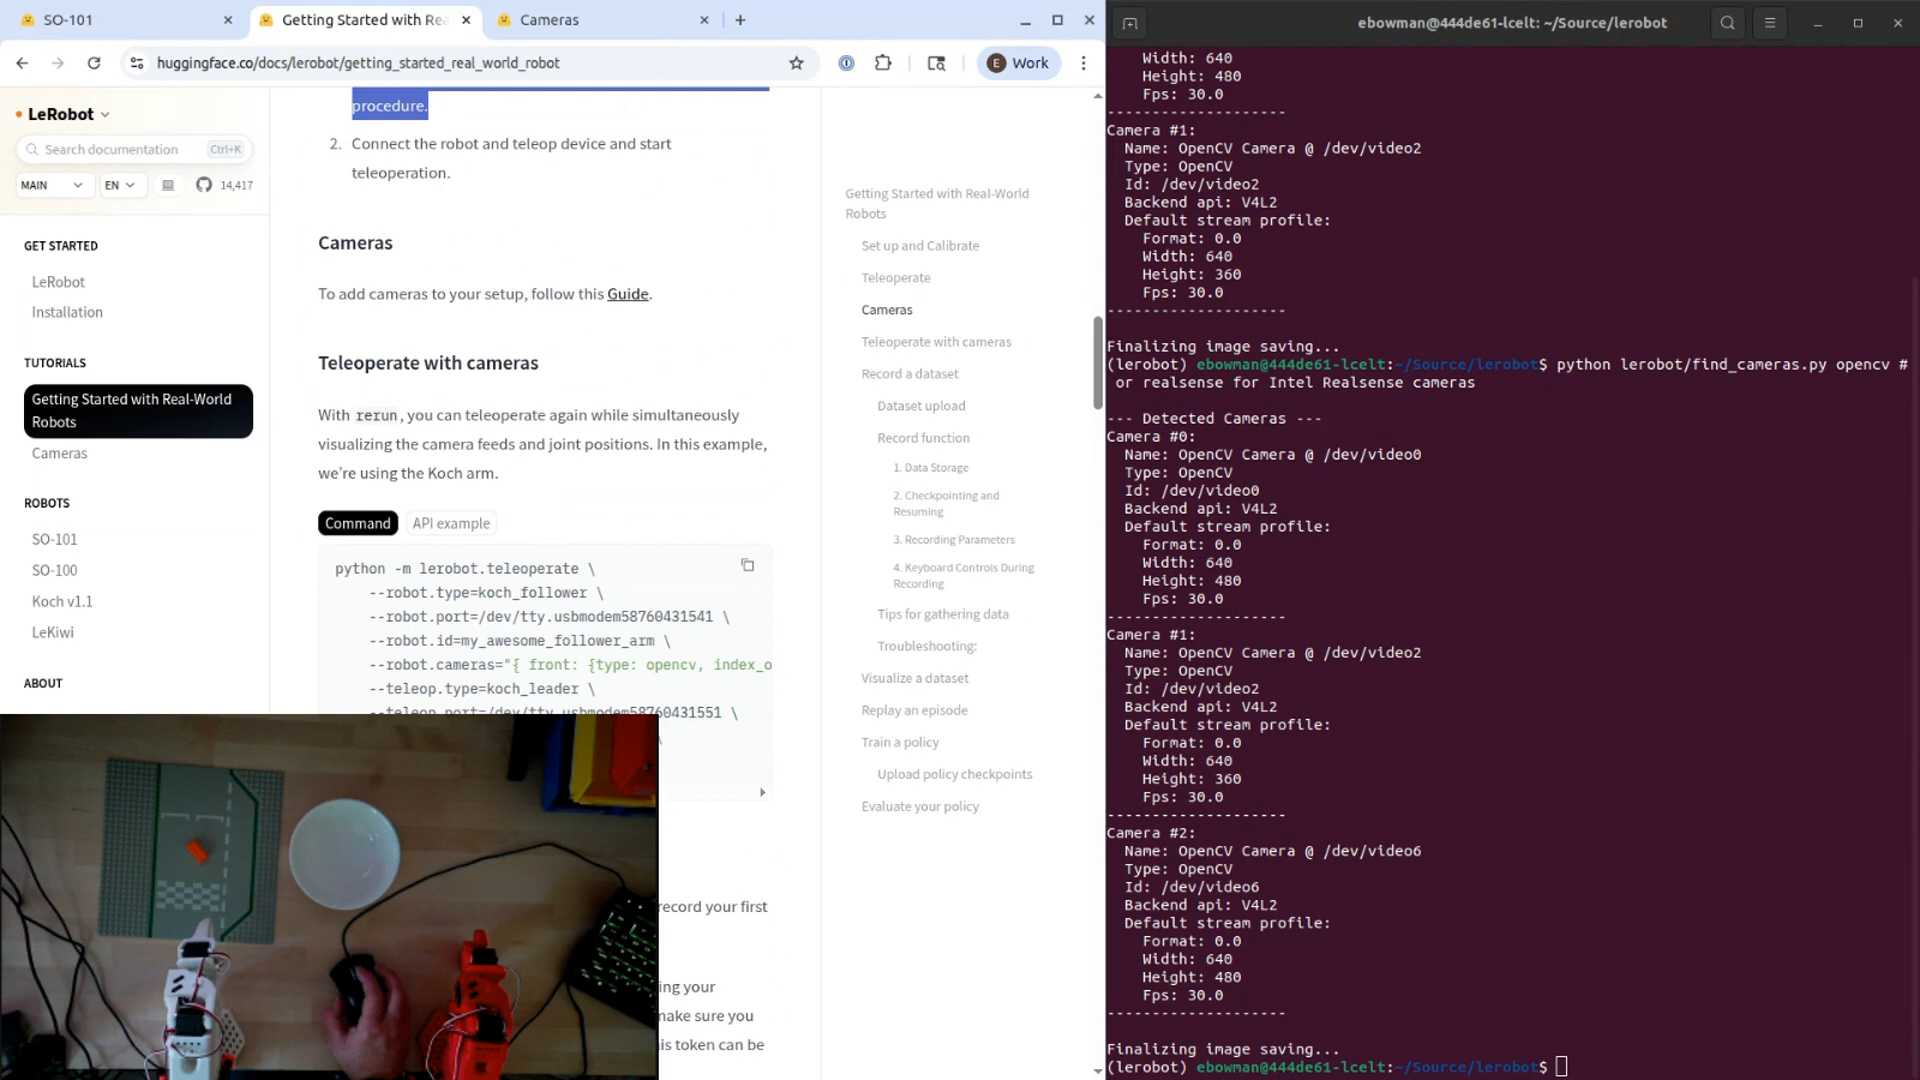 SO-101
Getting Started with Rea
Cameras
huggingface.co/docs/lerobot/getting_started_real_world_robot
E Work
LeRobot
Search documentation Ctrl+K
MAIN
EN
14,417
GET STARTED
LeRobot
Installation
TUTORIALS
Getting Started with Real-World
Robots
Cameras
ROBOTS
SO-101
SO-100
Koch v1.1
LeKiwi
ABOUT
procedure.
2. Connect the robot and teleop device and start
teleoperation.
Cameras
To add cameras to your setup, follow this Guide.
Teleoperate with cameras
With rerun, you can teleoperate again while simultaneously
visualizing the camera feeds and joint positions. In this example,
we're using the Koch arm.
Command
API example
python -m lerobot.teleoperate \
--robot.type=koch_follower \
--robot.port=/dev/tty.usbmodem58760431541 \
--robot.id=my_awesome_follower_arm \
--robot.cameras="{ front: {type: opencv, index_o
--teleop.type=koch_leader \
--teleop.port=/dev/tty.usbmodem58760431551 \
\
record your first
ing your
make sure you
is token can be
Getting Started with Real-World
Robots
Set up and Calibrate
Teleoperate
Cameras
Teleoperate with cameras
Record a dataset
Dataset upload
Record function
1. Data Storage
2. Checkpointing and
Resuming
3. Recording Parameters
4. Keyboard Controls During
Recording
Tips for gathering data
Troubleshooting:
Visualize a dataset
Replay an episode
Train a policy
Upload policy checkpoints
Evaluate your policy
ebowman@444de61-lcelt: ~/Source/lerobot
Width: 640
Height: 480
Fps: 30.0
--------------------
Camera #1:
Name: OpenCV Camera @ /dev/video2
Type: OpenCV
Id: /dev/video2
Backend api: V4L2
Default stream profile:
Format: 0.0
Width: 640
Height: 360
Fps: 30.0
--------------------
Finalizing image saving...
(lerobot) ebowman@444de61-lcelt:~/Source/lerobot$ python lerobot/find_cameras.py opencv #
or realsense for Intel Realsense cameras
--- Detected Cameras ---
Camera #0:
Name: OpenCV Camera @ /dev/video0
Type: OpenCV
Id: /dev/video0
Backend api: V4L2
Default stream profile:
Format: 0.0
Width: 640
Height: 480
Fps: 30.0
--------------------
Camera #1:
Name: OpenCV Camera @ /dev/video2
Type: OpenCV
Id: /dev/video2
Backend api: V4L2
Default stream profile:
Format: 0.0
Width: 640
Height: 360
Fps: 30.0
--------------------
Camera #2:
Name: OpenCV Camera @ /dev/video6
Type: OpenCV
Id: /dev/video6
Backend api: V4L2
Default stream profile:
Format: 0.0
Width: 640
Height: 480
Fps: 30.0
--------------------
Finalizing image saving...
(lerobot) ebowman@444de61-lcelt:~/Source/lerobot$